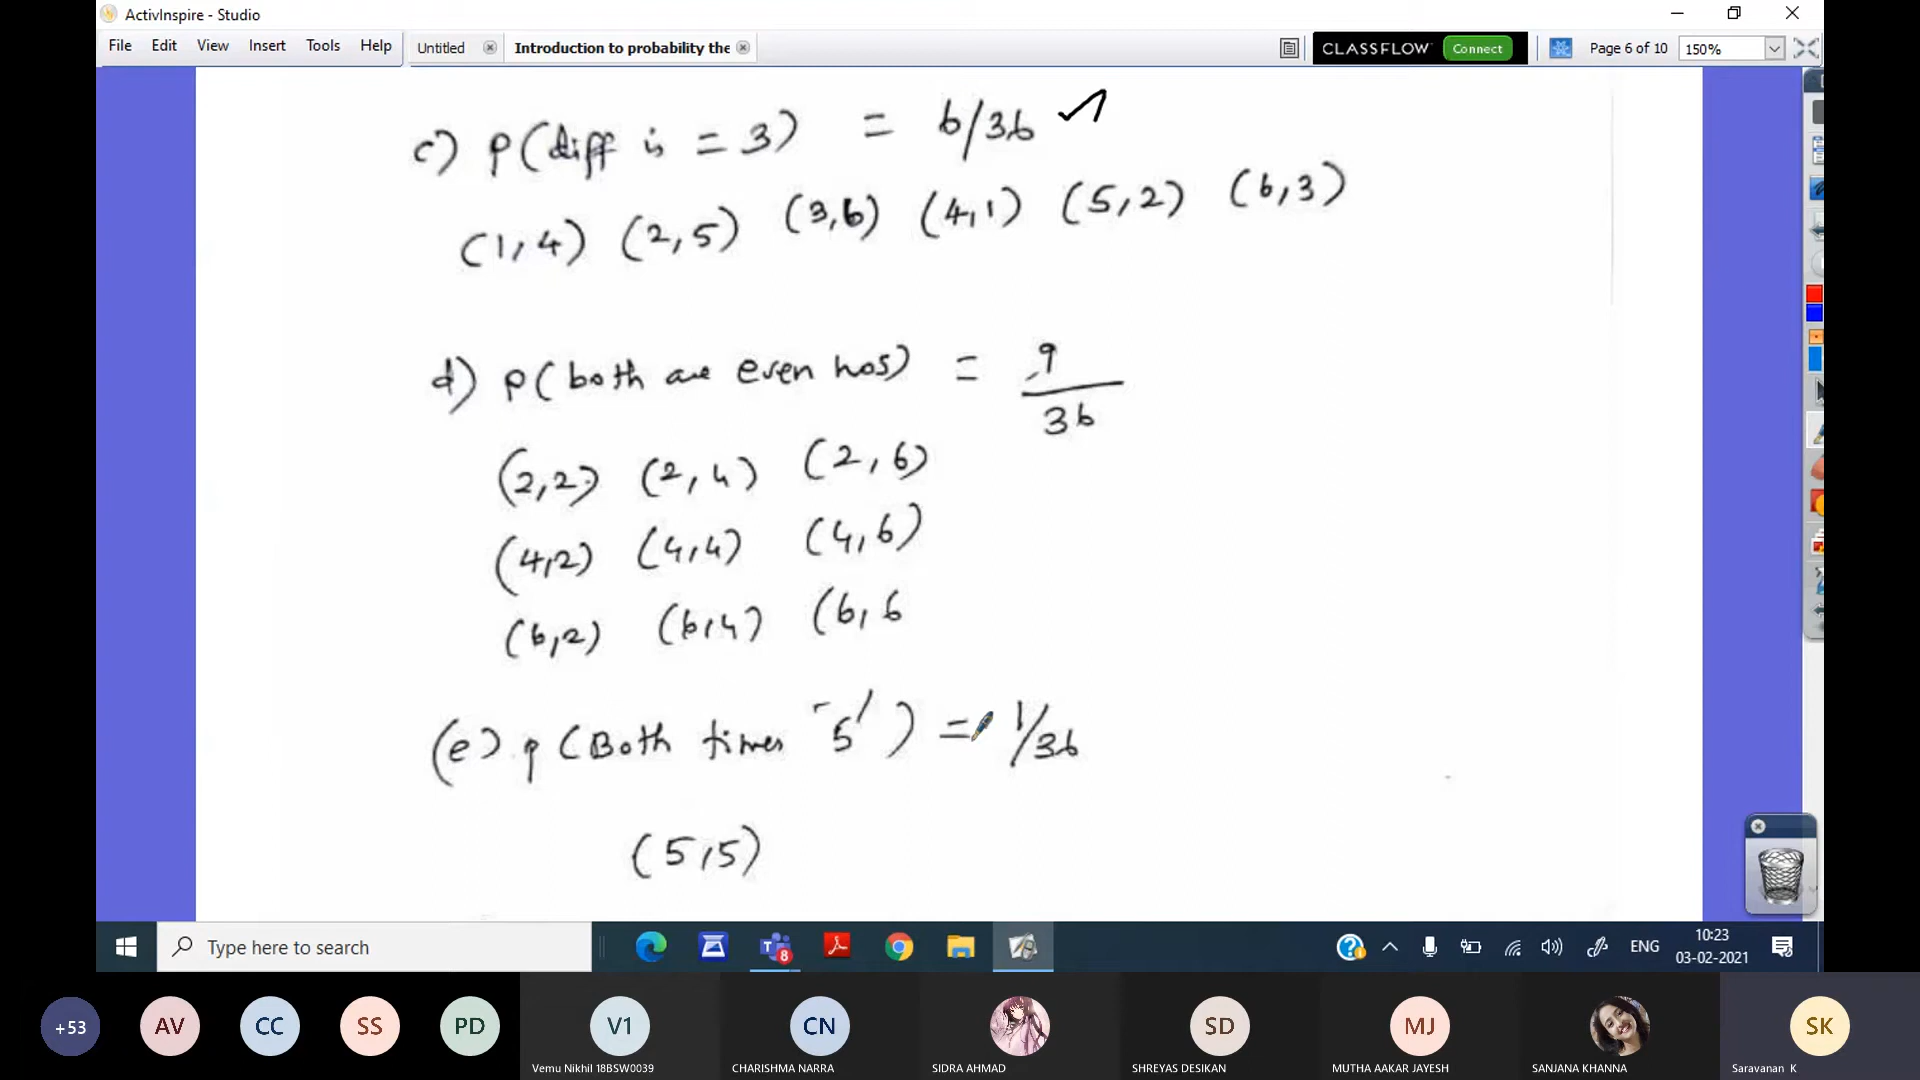 ActivInspire - Studio
File Edit View Insert Tools Help
Untitled Introduction to probability the
CLASSFLOW Connect Page 6 of 10 150%
c) P(diff is = 3) = 6/36 ✓
(1,4) (2,5) (3,6) (4,1) (5,2) (6,3)
d) P(both are even nos) = 9
36
(2,2) (2,4) (2,6)
(4,2) (4,4) (4,6)
(6,2) (6,4) (6,6
(e) P(Both times '5') = 1/36
(5,5)
Type here to search
8
ENG
10:23
03-02-2021
+53 AV CC SS PD V1 CN SD MJ SK
Vemu Nikhil 18BSW0039 CHARISHMA NARRA SIDRA AHMAD SHREYAS DESIKAN MUTHA AAKAR JAYESH SANJANA KHANNA Saravanan K